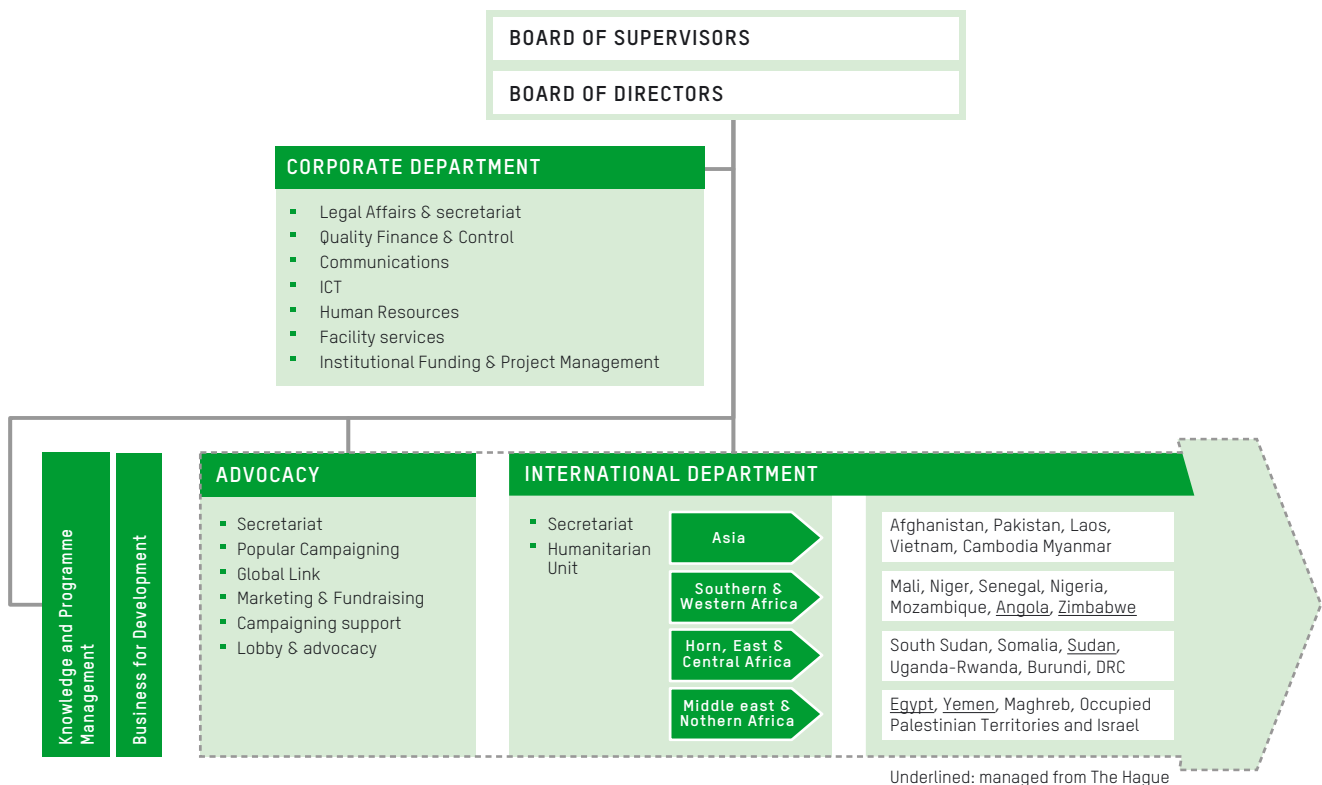 BOARD OF SUPERVISORS
BOARD OF DIRECTORS
CORPORATE DEPARTMENT
Legal Affairs & secretariat
Quality Finance & Control
Communications
ICT
Human Resources
Facility services
Institutional Funding & Project Management
Knowledge and Programme
Management
Business for Development
ADVOCACY
Secretariat
Popular Campaigning
Global Link
Marketing & Fundraising
Campaigning support
Lobby & advocacy
INTERNATIONAL DEPARTMENT
Secretariat
Humanitarian
Unit
Asia
Afghanistan, Pakistan, Laos,
Vietnam, Cambodia Myanmar
Southern &
Western Africa
Mali, Niger, Senegal, Nigeria,
Mozambique, Angola, Zimbabwe
Horn, East &
Central Africa
South Sudan, Somalia, Sudan,
Uganda-Rwanda, Burundi, DRC
Middle east &
Nothern Africa
Egypt, Yemen, Maghreb, Occupied
Palestinian Territories and Israel
Underlined: managed from The Hague